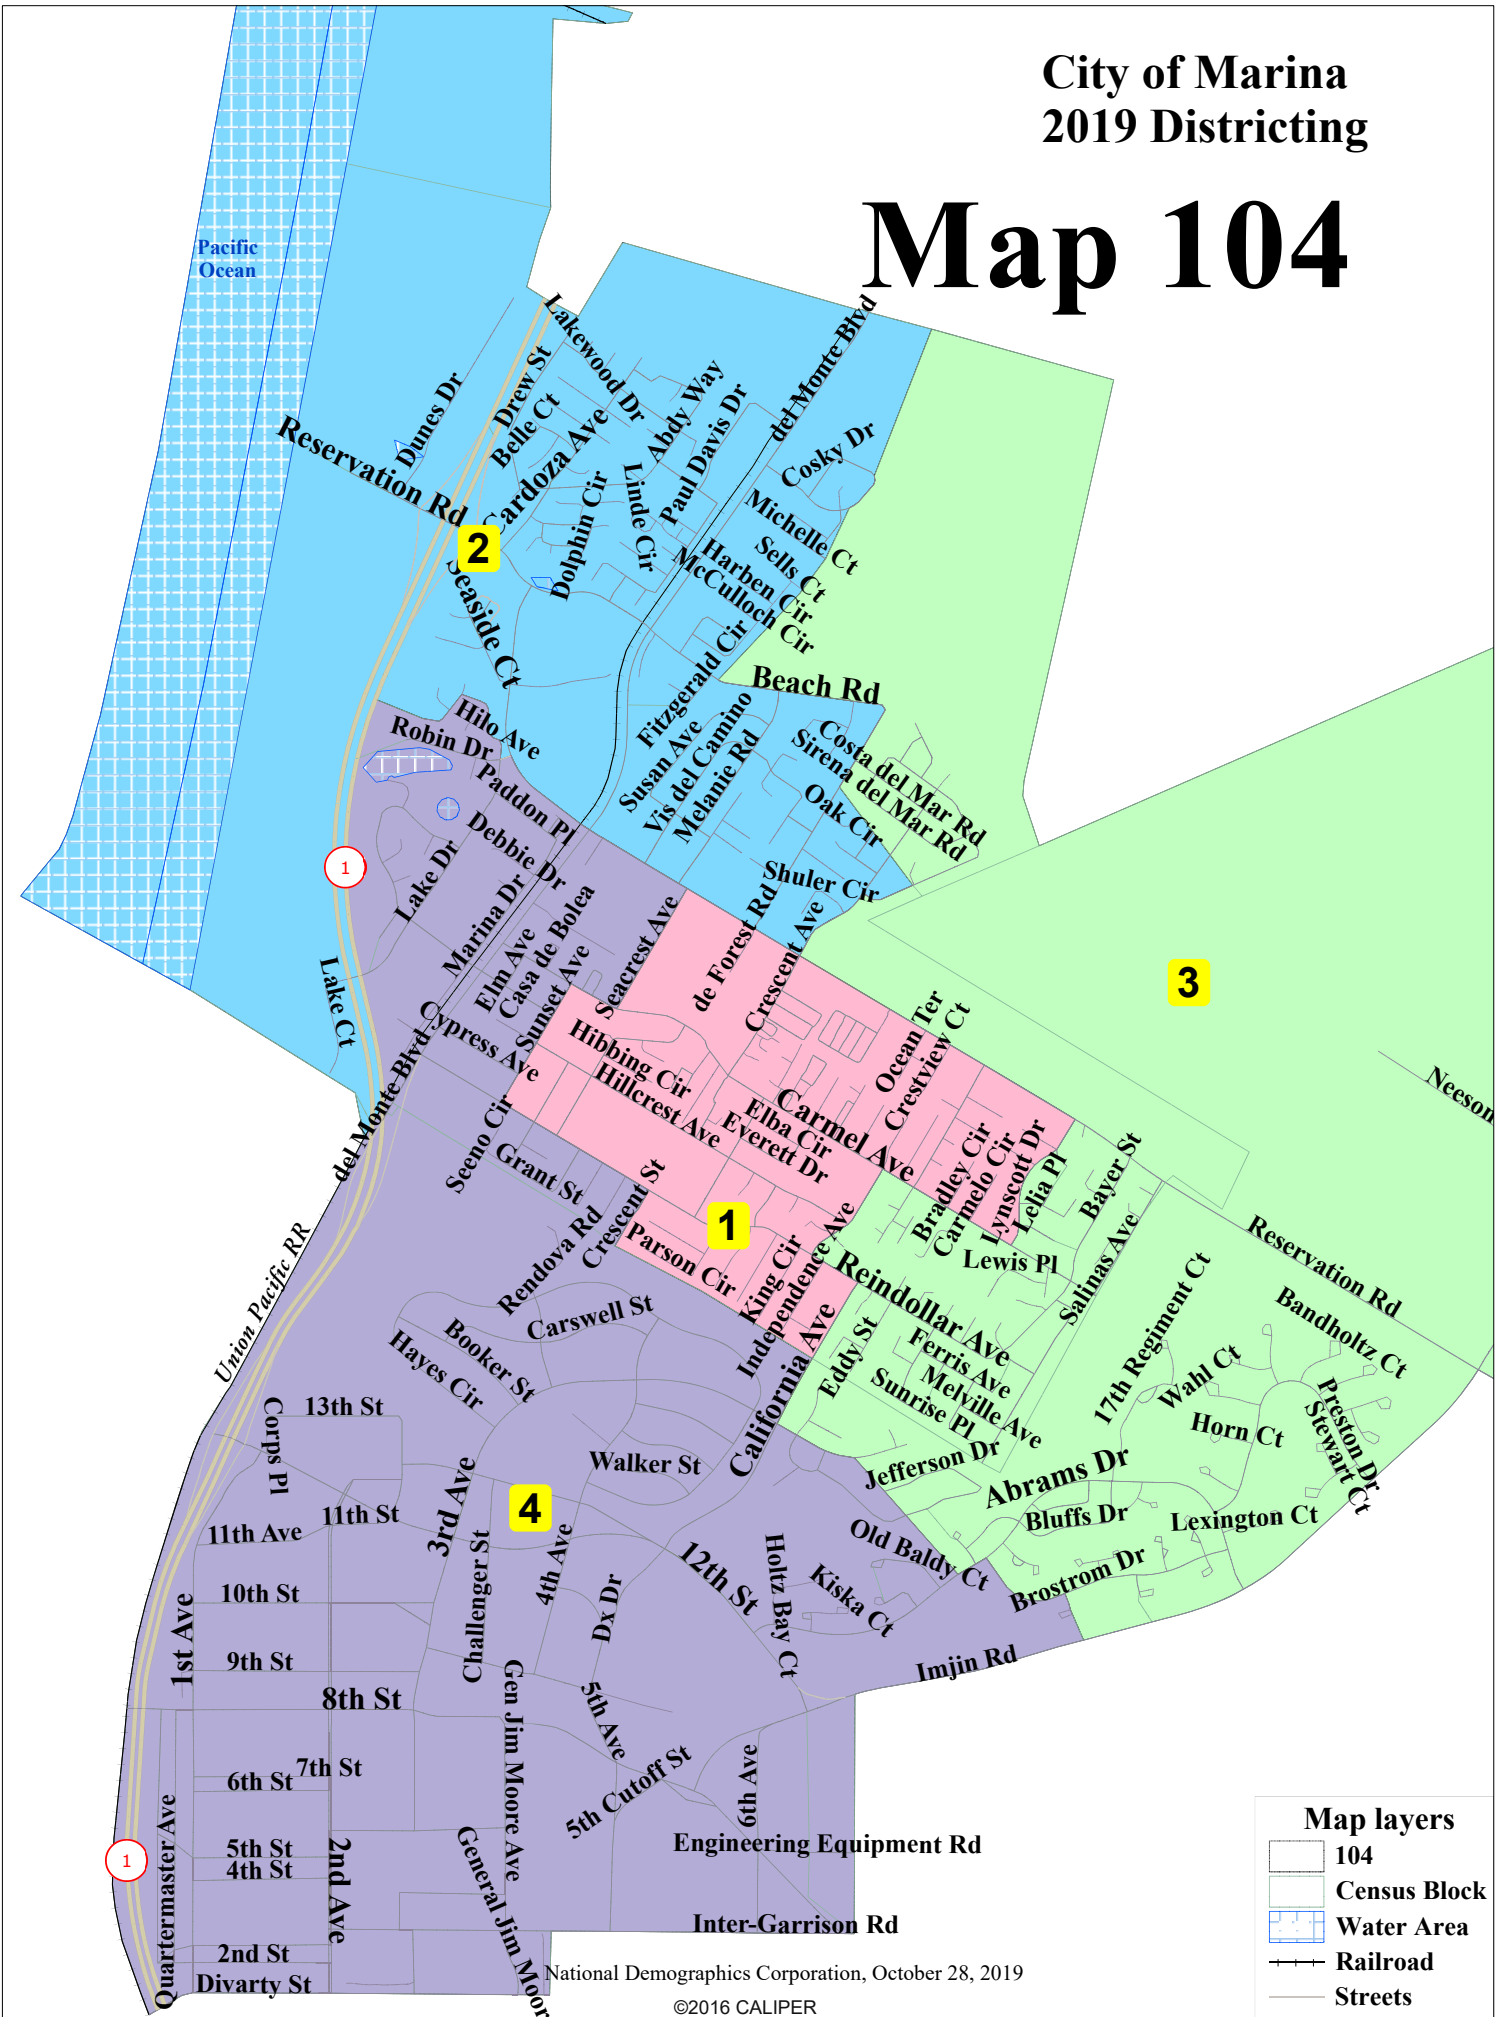 City of Marina
2019 Districting
Map 104
Pacific
Ocean
Lakewood Dr
del Monte Blvd
Drew St
Dunes Dr
Belle Ct
Abdy Way
Paul Davis Dr
Cardoza Ave
Reservation Rd
Cosky Dr
Linde Cir
Dolphin Cir
Michelle Ct
2
Sells Ct
Harben Cir
McCulloch Cir
Seaside Ct
Fitzgerald Cir
Beach Rd
Hilo Ave
Robin Dr
Susan Ave
Vis del Camino
Melanie Rd
Costa del Mar Rd
Sirena del Mar Rd
Paddon Pl
Oak Cir
Debbie Dr
1
Lake Dr
Shuler Cir
Marina Dr
Elm Ave
Casa de Bolea
Sunset Ave
Seacrest Ave
de Forest Rd
Crescent Ave
3
Lake Ct
Cypress Ave
Ocean Ter
Crestview Ct
Hibbing Cir
Hillcrest Ave
Neeson
del Monte Blvd
Elba Cir
Everett Dr
Carmel Ave
Seeno Cir
Grant St
Bradley Cir
Carmelo Cir
Lynscott Dr
Lelia Pl
Bayer St
Crescent St
Rendova Rd
1
Parson Cir
King Cir
Independence Ave
Lewis Pl
Salinas Ave
Reservation Rd
Union Pacific RR
Reindollar Ave
17th Regiment Ct
Bandholtz Ct
Carswell St
Booker St
Hayes Cir
California Ave
Eddy St
Ferris Ave
Melville Ave
Sunrise Pl
Wahl Ct
Horn Ct
Preston Dr
Stewart Ct
13th St
Corps Pl
Walker St
Jefferson Dr
Abrams Dr
3rd Ave
4
11th St
11th Ave
Bluffs Dr
Lexington Ct
Challenger St
4th Ave
12th St
Holtz Bay Ct
Old Baldy Ct
Kiska Ct
Brostrom Dr
10th St
Dx Dr
1st Ave
9th St
Imjin Rd
8th St
Gen Jim Moore Ave
5th Ave
7th St
6th St
5th Cutoff St
6th Ave
Quartermaster Ave
5th St
4th St
2nd Ave
1
General Jim Moor
Engineering Equipment Rd
Inter-Garrison Rd
2nd St
Divarty St
National Demographics Corporation, October 28, 2019
©2016 CALIPER
Map layers
104
Census Block
Water Area
Railroad
Streets